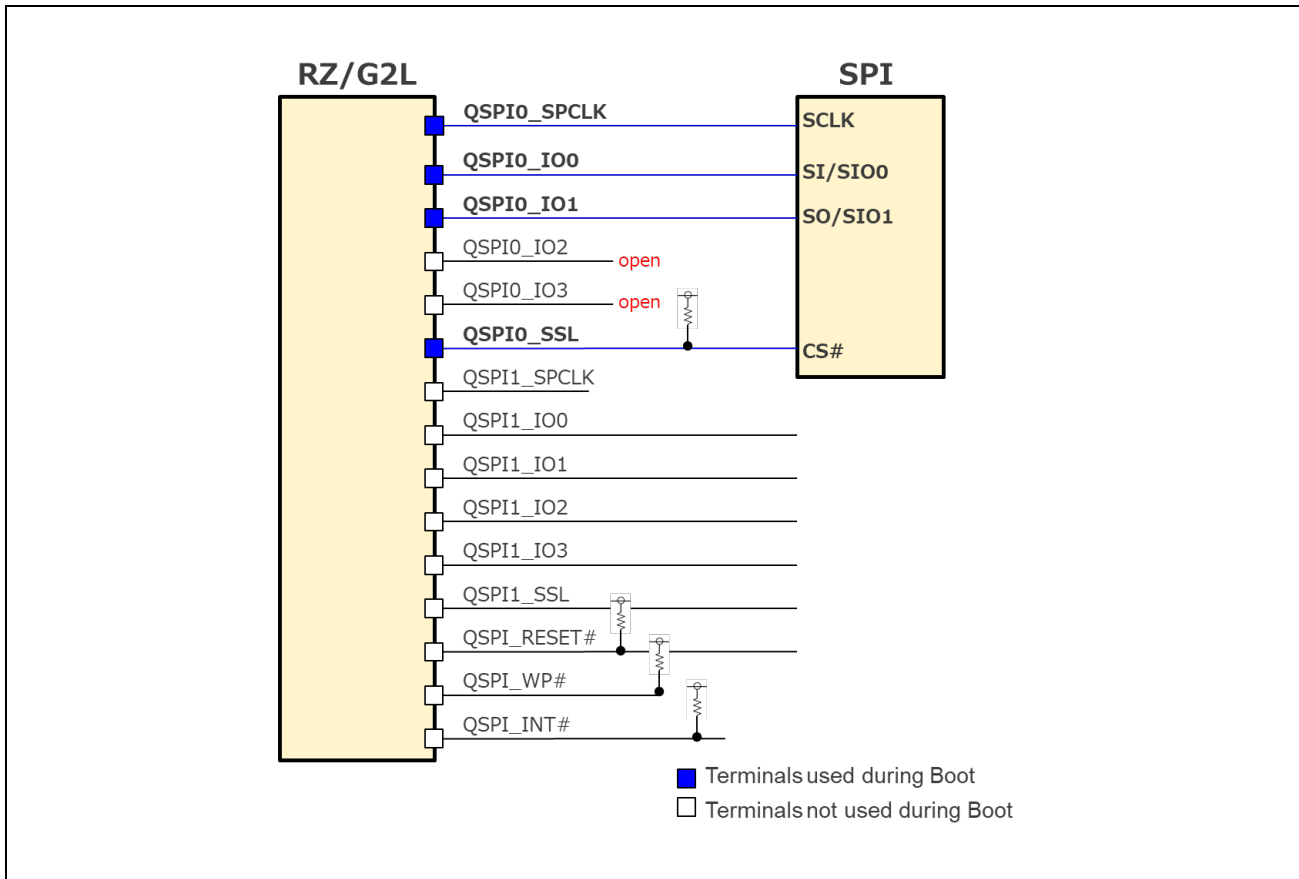 RZ/G2L
SPI
QSPI0_SPCLK
SCLK
QSPI0_IO0
SI/SIO0
QSPI0_IO1
SO/SIO1
QSPI0_IO2
open
QSPI0_IO3
open
QSPI0_SSL
CS#
QSPI1_SPCLK
QSPI1_IO0
QSPI1_IO1
QSPI1_IO2
QSPI1_IO3
QSPI1_SSL
QSPI_RESET#
QSPI_WP#
QSPI_INT#
Terminals used during Boot
Terminals not used during Boot